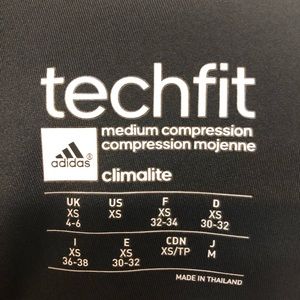 techfit
medium compression
compression mojenne
adidas®
climalite
UK US F D
XS XS XS XS
4-6 32-34 30-32
I E CDN J
XS XS XS/TP M
36-38 30-32
MADE IN THAILAND